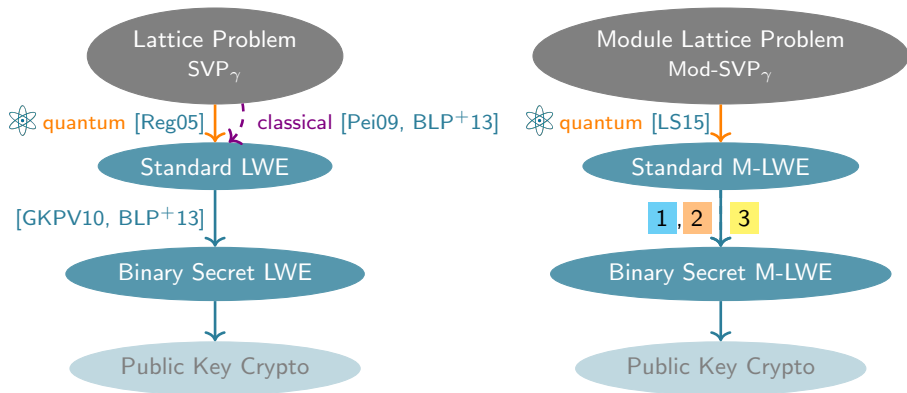 Lattice Problem
SVPγ
quantum [Reg05]
classical [Pei09, BLP+13]
Standard LWE
[GKPV10, BLP+13]
Binary Secret LWE
Public Key Crypto
Module Lattice Problem
Mod-SVPγ
quantum [LS15]
Standard M-LWE
1 , 2 3
Binary Secret M-LWE
Public Key Crypto